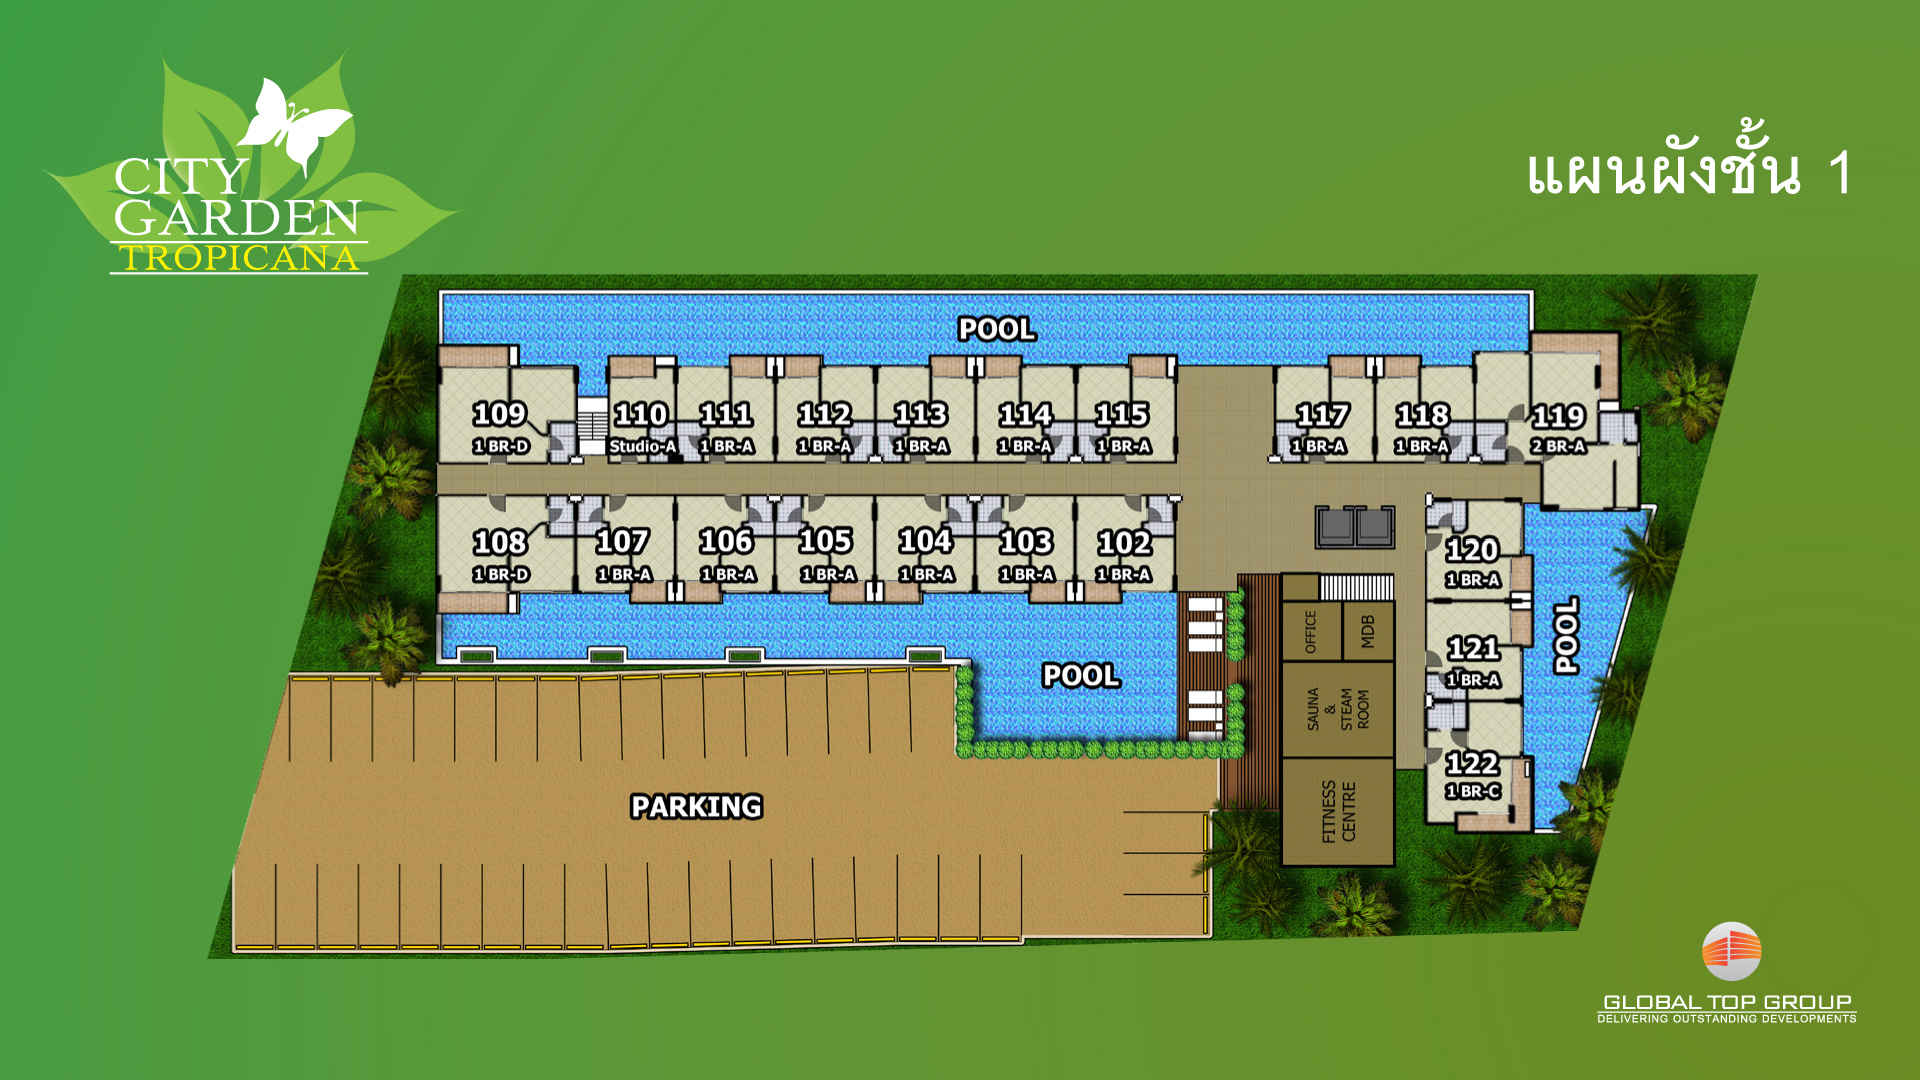 CITY
GARDEN
TROPICANA
แผนผังชั้น 1
POOL
109
1 BR-D
110
Studio-A
111
1 BR-A
112
1 BR-A
113
1 BR-A
114
1 BR-A
115
1 BR-A
117
1 BR-A
118
1 BR-A
119
2 BR-A
108
1 BR-D
107
1 BR-A
106
1 BR-A
105
1 BR-A
104
1 BR-A
103
1 BR-A
102
1 BR-A
120
1 BR-A
121
1 BR-A
122
1 BR-C
POOL
POOL
OFFICE
MDB
SAUNA
&
STEAM
ROOM
FITNESS
CENTRE
PARKING
GLOBAL TOP GROUP
DELIVERING OUTSTANDING DEVELOPMENTS